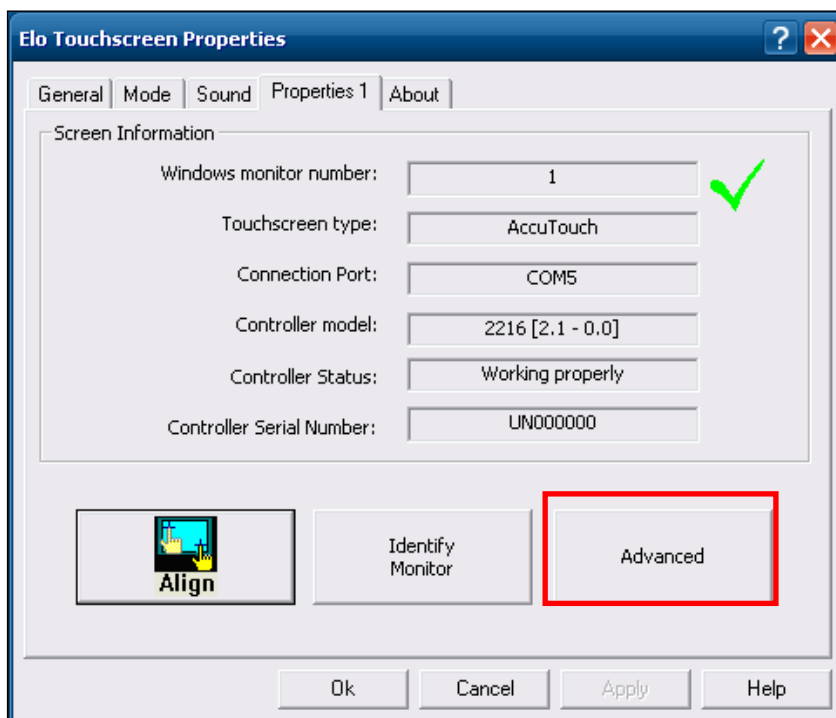 Elo Touchscreen Properties
General Mode Sound Properties 1 About
Screen Information
Windows monitor number: 1
Touchscreen type: AccuTouch
Connection Port: COM5
Controller model: 2216 [2.1 - 0.0]
Controller Status: Working properly
Controller Serial Number: UN000000
Align
Identify
Monitor
Advanced
Ok Cancel Apply Help